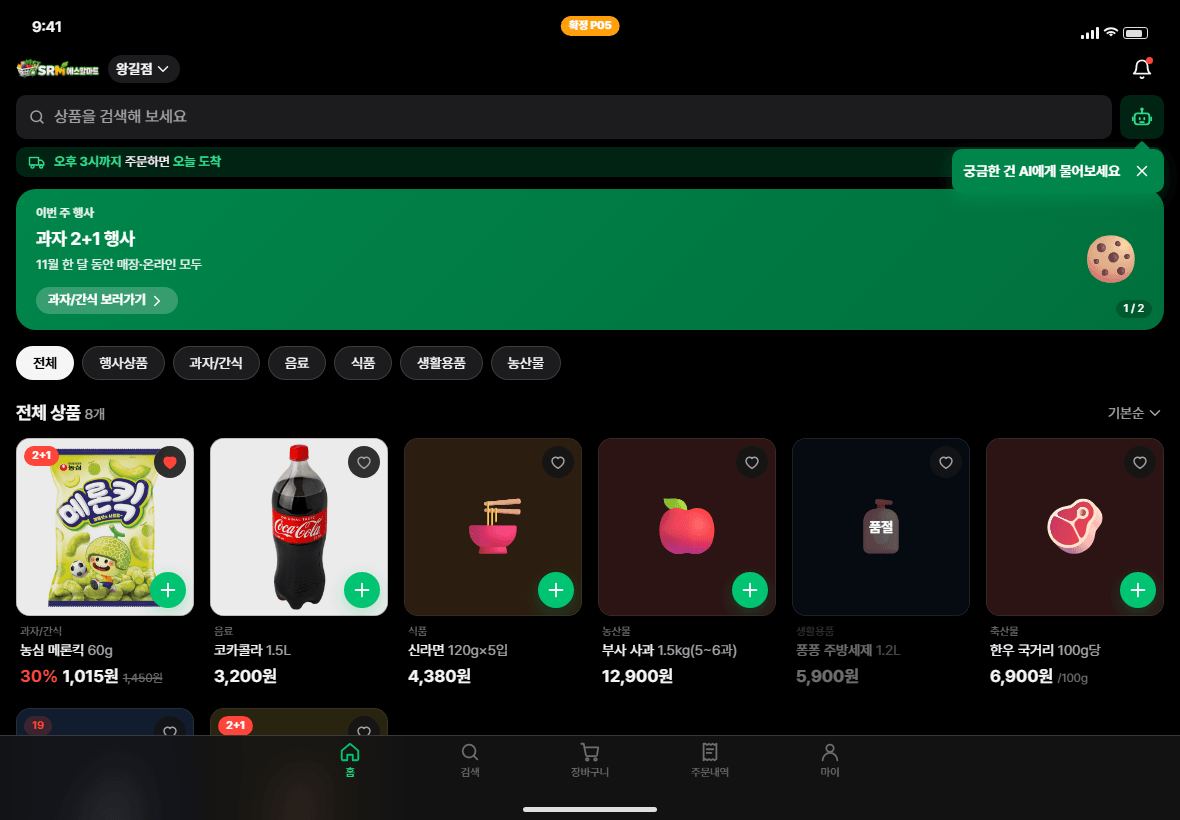 9:41
확정 P05
SRM 에스알마트
왕길점
상품을 검색해 보세요
오후 3시까지 주문하면 오늘 도착
궁금한 건 AI에게 물어보세요
이번 주 행사
과자 2+1 행사
11월 한 달 동안 매장·온라인 모두
과자/간식 보러가기
1 / 2
전체
행사상품
과자/간식
음료
식품
생활용품
농산물
전체 상품 8개
기본순
2+1
농심
메론킥
ORIGINAL TASTE
Coca-Cola
품절
과자/간식
농심 메론킥 60g
30% 1,015원 1,450원
음료
코카콜라 1.5L
3,200원
식품
신라면 120g×5입
4,380원
농산물
부사 사과 1.5kg(5~6과)
12,900원
생활용품
퐁퐁 주방세제 1.2L
5,900원
축산물
한우 국거리 100g당
6,900원 /100g
19
2+1
홈
검색
장바구니
주문내역
마이